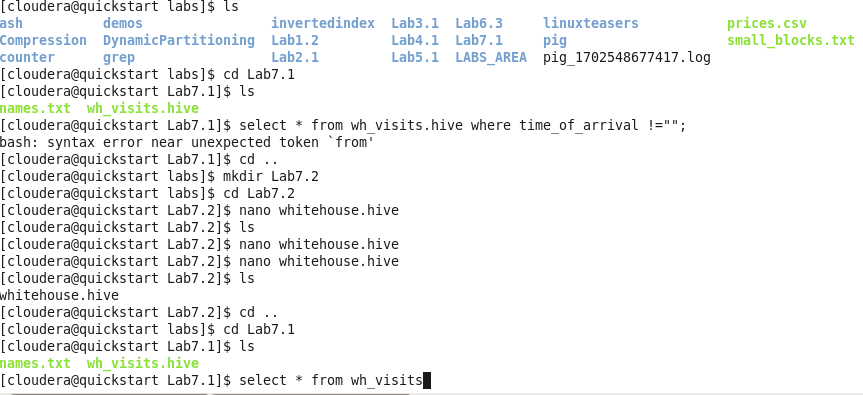 [cloudera@quickstart labs]$ ls
ash          demos                invertedindex  Lab3.1  Lab6.3     linuxteasers           prices.csv
Compression  DynamicPartitioning  Lab1.2         Lab4.1  Lab7.1     pig                    small_blocks.txt
counter      grep                 Lab2.1         Lab5.1  LABS_AREA  pig_1702548677417.log
[cloudera@quickstart labs]$ cd Lab7.1
[cloudera@quickstart Lab7.1]$ ls
names.txt  wh_visits.hive
[cloudera@quickstart Lab7.1]$ select * from wh_visits.hive where time_of_arrival !="";
bash: syntax error near unexpected token `from'
[cloudera@quickstart Lab7.1]$ cd ..
[cloudera@quickstart labs]$ mkdir Lab7.2
[cloudera@quickstart labs]$ cd Lab7.2
[cloudera@quickstart Lab7.2]$ nano whitehouse.hive
[cloudera@quickstart Lab7.2]$ ls
[cloudera@quickstart Lab7.2]$ nano whitehouse.hive
[cloudera@quickstart Lab7.2]$ nano whitehouse.hive
[cloudera@quickstart Lab7.2]$ ls
whitehouse.hive
[cloudera@quickstart Lab7.2]$ cd ..
[cloudera@quickstart labs]$ cd Lab7.1
[cloudera@quickstart Lab7.1]$ ls
names.txt  wh_visits.hive
[cloudera@quickstart Lab7.1]$ select * from wh_visits